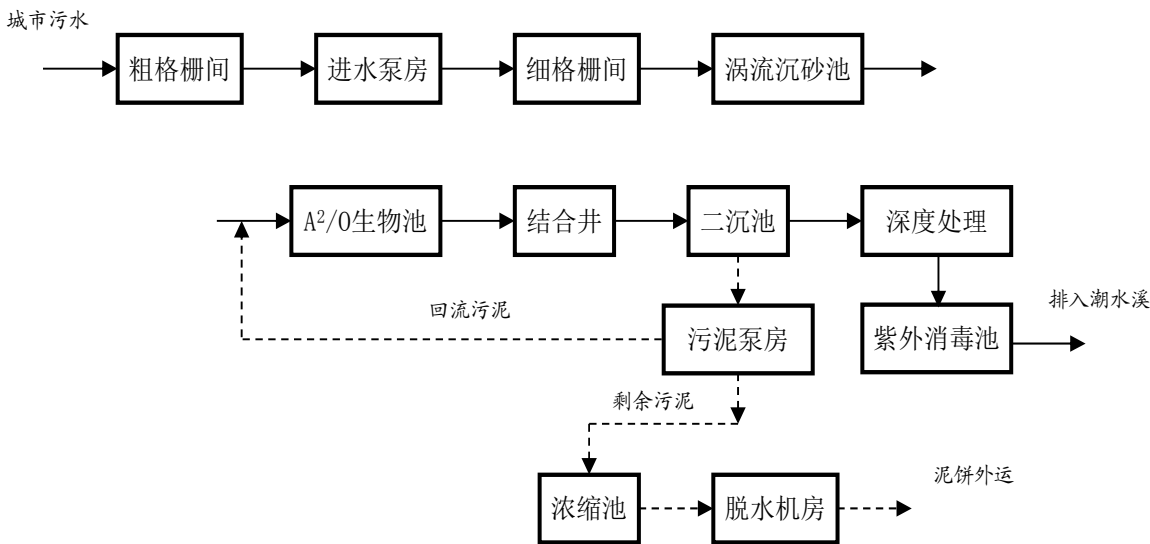 城市污水
粗格栅间
进水泵房
细格栅间
涡流沉砂池
A²/O生物池
结合井
二沉池
深度处理
回流污泥
污泥泵房
紫外消毒池
排入潮水溪
剩余污泥
浓缩池
脱水机房
泥饼外运